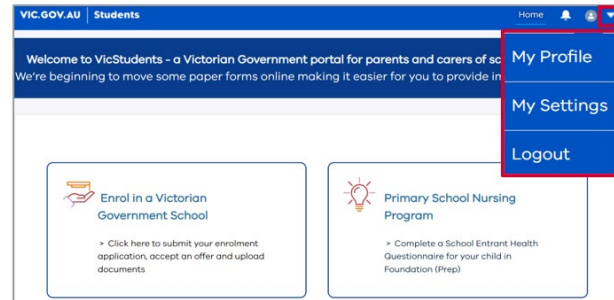 VIC.GOV.AU | Students
Home
My Profile
My Settings
Logout
Welcome to VicStudents - a Victorian Government portal for parents and carers of
We're beginning to move some paper forms online making it easier for you to provide
Enrol in a Victorian
Government School
> Click here to submit your enrolment
application, accept an offer and upload
documents
Primary School Nursing
Program
> Complete a School Entrant Health
Questionnaire for your child in
Foundation (Prep)